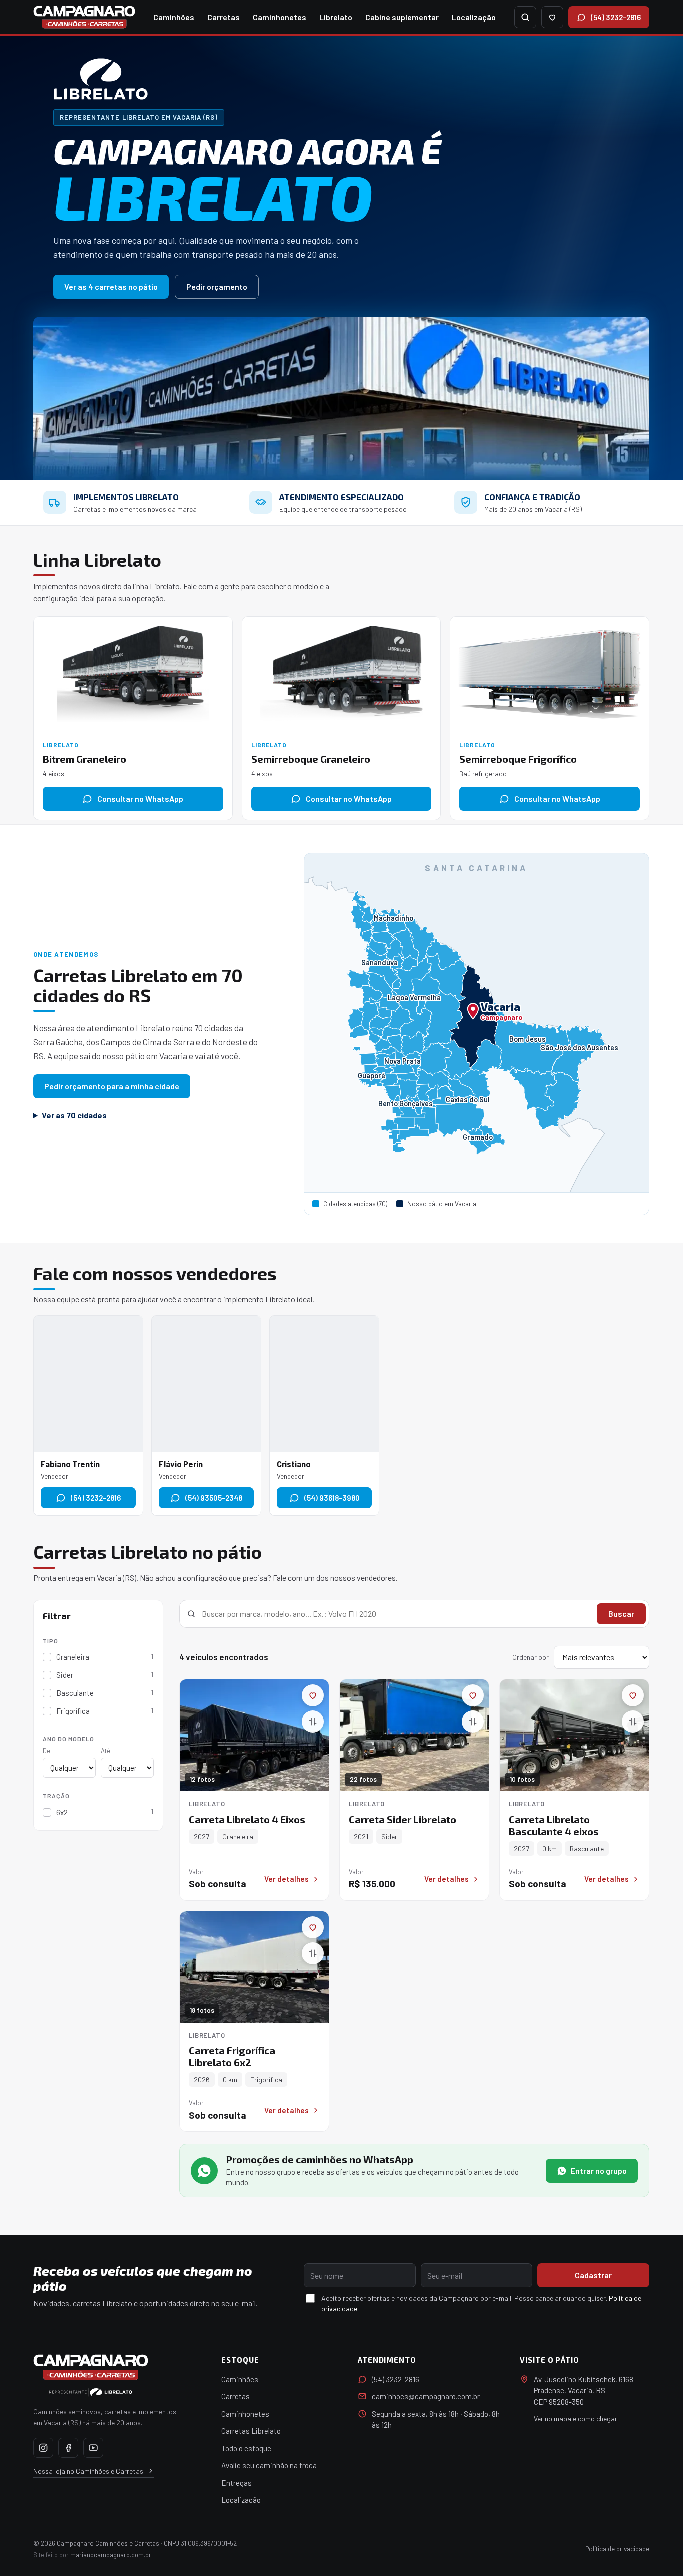 CAMPAGNARO
CAMINHÕES CARRETAS
Caminhões
Carretas
Caminhonetes
Librelato
Cabine suplementar
Localização
(54) 3232-2816
LIBRELATO
REPRESENTANTE LIBRELATO EM VACARIA (RS)
CAMPAGNARO AGORA É
LIBRELATO
Uma nova fase começa por aqui. Qualidade que movimenta o seu negócio, com o
atendimento de quem trabalha com transporte pesado há mais de 20 anos.
Ver as 4 carretas no pátio
Pedir orçamento
CAMPAGNARO
CAMINHÕES • CARRETAS
LIBRELATO
15
IMPLEMENTOS LIBRELATO
Carretas e implementos novos da marca
ATENDIMENTO ESPECIALIZADO
Equipe que entende de transporte pesado
CONFIANÇA E TRADIÇÃO
Mais de 20 anos em Vacaria (RS)
Linha Librelato
Implementos novos direto da linha Librelato. Fale com a gente para escolher o modelo e a
configuração ideal para a sua operação.
LIBRELATO
Bitrem Graneleiro
4 eixos
Consultar no WhatsApp
LIBRELATO
Semirreboque Graneleiro
4 eixos
Consultar no WhatsApp
LIBRELATO
Semirreboque Frigorífico
Baú refrigerado
Consultar no WhatsApp
ONDE ATENDEMOS
Carretas Librelato em 70
cidades do RS
Nossa área de atendimento Librelato reúne 70 cidades da
Serra Gaúcha, dos Campos de Cima da Serra e do Nordeste do
RS. A equipe sai do nosso pátio em Vacaria e vai até você.
Pedir orçamento para a minha cidade
Ver as 70 cidades
SANTA CATARINA
Machadinho
Sananduva
Lagoa Vermelha
Vacaria
Campagnaro
Bom Jesus
São José dos Ausentes
Nova Prata
Guaporé
Bento Gonçalves
Caxias do Sul
Gramado
Cidades atendidas (70)
Nosso pátio em Vacaria
Fale com nossos vendedores
Nossa equipe está pronta para ajudar você a encontrar o implemento Librelato ideal.
Fabiano Trentin
Vendedor
(54) 3232-2816
Flávio Perin
Vendedor
(54) 93505-2348
Cristiano
Vendedor
(54) 93618-3980
Carretas Librelato no pátio
Pronta entrega em Vacaria (RS). Não achou a configuração que precisa? Fale com um dos nossos vendedores.
Filtrar
TIPO
Graneleira 1
Sider 1
Basculante 1
Frigorífica 1
ANO DO MODELO
De
Até
Qualquer
Qualquer
TRAÇÃO
6x2 1
Buscar por marca, modelo, ano... Ex.: Volvo FH 2020
Buscar
4 veículos encontrados
Ordenar por
Mais relevantes
12 fotos
LIBRELATO
Carreta Librelato 4 Eixos
2027
Graneleira
Valor
Sob consulta
Ver detalhes
22 fotos
LIBRELATO
Carreta Sider Librelato
2021
Sider
Valor
R$ 135.000
Ver detalhes
10 fotos
LIBRELATO
Carreta Librelato
Basculante 4 eixos
2027
0 km
Basculante
Valor
Sob consulta
Ver detalhes
18 fotos
LIBRELATO
Carreta Frigorífica
Librelato 6x2
2026
0 km
Frigorífica
Valor
Sob consulta
Ver detalhes
Promoções de caminhões no WhatsApp
Entre no nosso grupo e receba as ofertas e os veículos que chegam no pátio antes de todo
mundo.
Entrar no grupo
Receba os veículos que chegam no
pátio
Novidades, carretas Librelato e oportunidades direto no seu e-mail.
Seu nome
Seu e-mail
Cadastrar
Aceito receber ofertas e novidades da Campagnaro por e-mail. Posso cancelar quando quiser. Política de
privacidade
CAMPAGNARO
CAMINHÕES CARRETAS
REPRESENTANTE LIBRELATO
Caminhões seminovos, carretas e implementos
em Vacaria (RS) há mais de 20 anos.
Nossa loja no Caminhões e Carretas
ESTOQUE
Caminhões
Carretas
Caminhonetes
Carretas Librelato
Todo o estoque
Avalie seu caminhão na troca
Entregas
Localização
ATENDIMENTO
(54) 3232-2816
caminhoes@campagnaro.com.br
Segunda a sexta, 8h às 18h · Sábado, 8h
às 12h
VISITE O PÁTIO
Av. Juscelino Kubitschek, 6168
Pradense, Vacaria, RS
CEP 95208-350
Ver no mapa e como chegar
© 2026 Campagnaro Caminhões e Carretas · CNPJ 31.089.399/0001-52
Site feito por marianocampagnaro.com.br
Política de privacidade